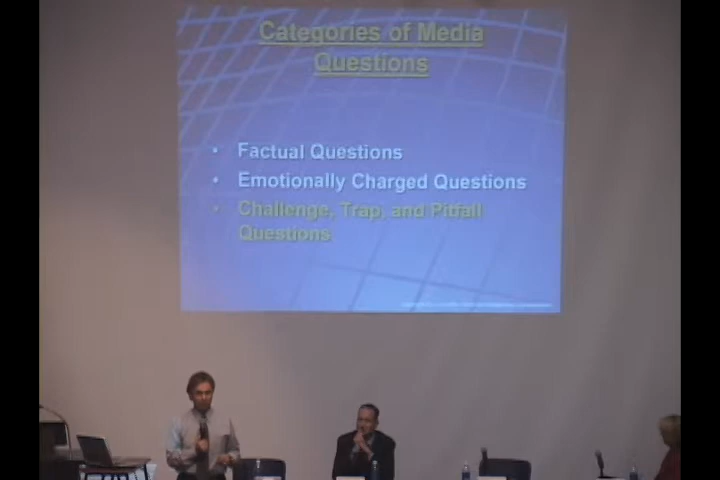 Categories of Media
Questions
• Factual Questions
• Emotionally Charged Questions
• Challenge, Trap, and Pitfall
Questions